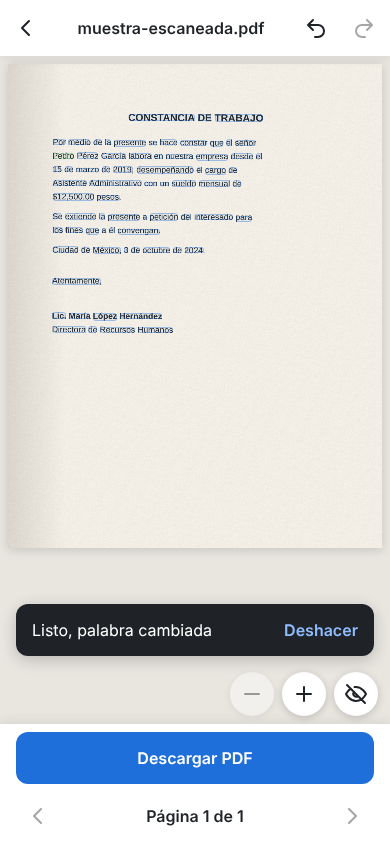 muestra-escaneada.pdf
CONSTANCIA DE TRABAJO
Por medio de la presente se hace constar que el señor
Pedro Pérez García labora en nuestra empresa desde el
15 de marzo de 2019, desempeñando el cargo de
Asistente Administrativo con un sueldo mensual de
$12,500.00 pesos.
Se extiende la presente a petición del interesado para
los fines que a él convengan.
Ciudad de México, 3 de octubre de 2024.
Atentamente,
Lic. María López Hernández
Directora de Recursos Humanos
Listo, palabra cambiada
Deshacer
Descargar PDF
Página 1 de 1